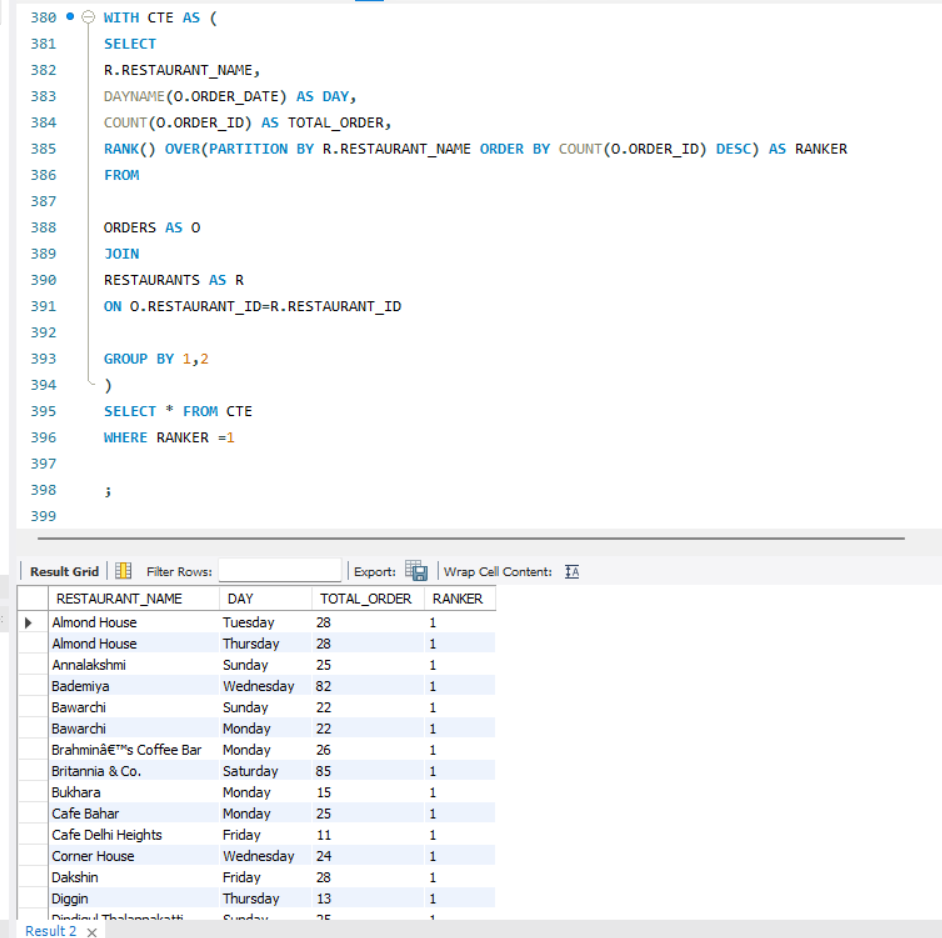 380 WITH CTE AS (
381 SELECT
382 R.RESTAURANT_NAME,
383 DAYNAME(O.ORDER_DATE) AS DAY,
384 COUNT(O.ORDER_ID) AS TOTAL_ORDER,
385 RANK() OVER(PARTITION BY R.RESTAURANT_NAME ORDER BY COUNT(O.ORDER_ID) DESC) AS RANKER
386 FROM
387
388 ORDERS AS O
389 JOIN
390 RESTAURANTS AS R
391 ON O.RESTAURANT_ID=R.RESTAURANT_ID
392
393 GROUP BY 1,2
394 )
395 SELECT * FROM CTE
396 WHERE RANKER =1
397
398 ;
399
Result Grid Filter Rows: Export: Wrap Cell Content:
RESTAURANT_NAME DAY TOTAL_ORDER RANKER
Almond House Tuesday 28 1
Almond House Thursday 28 1
Annalakshmi Sunday 25 1
Bademiya Wednesday 82 1
Bawarchi Sunday 22 1
Bawarchi Monday 22 1
Brahminâ€™s Coffee Bar Monday 26 1
Britannia & Co. Saturday 85 1
Bukhara Monday 15 1
Cafe Bahar Monday 25 1
Cafe Delhi Heights Friday 11 1
Corner House Wednesday 24 1
Dakshin Friday 28 1
Diggin Thursday 13 1
Dindigul Thalappakatti Sunday 25 1
Result 2